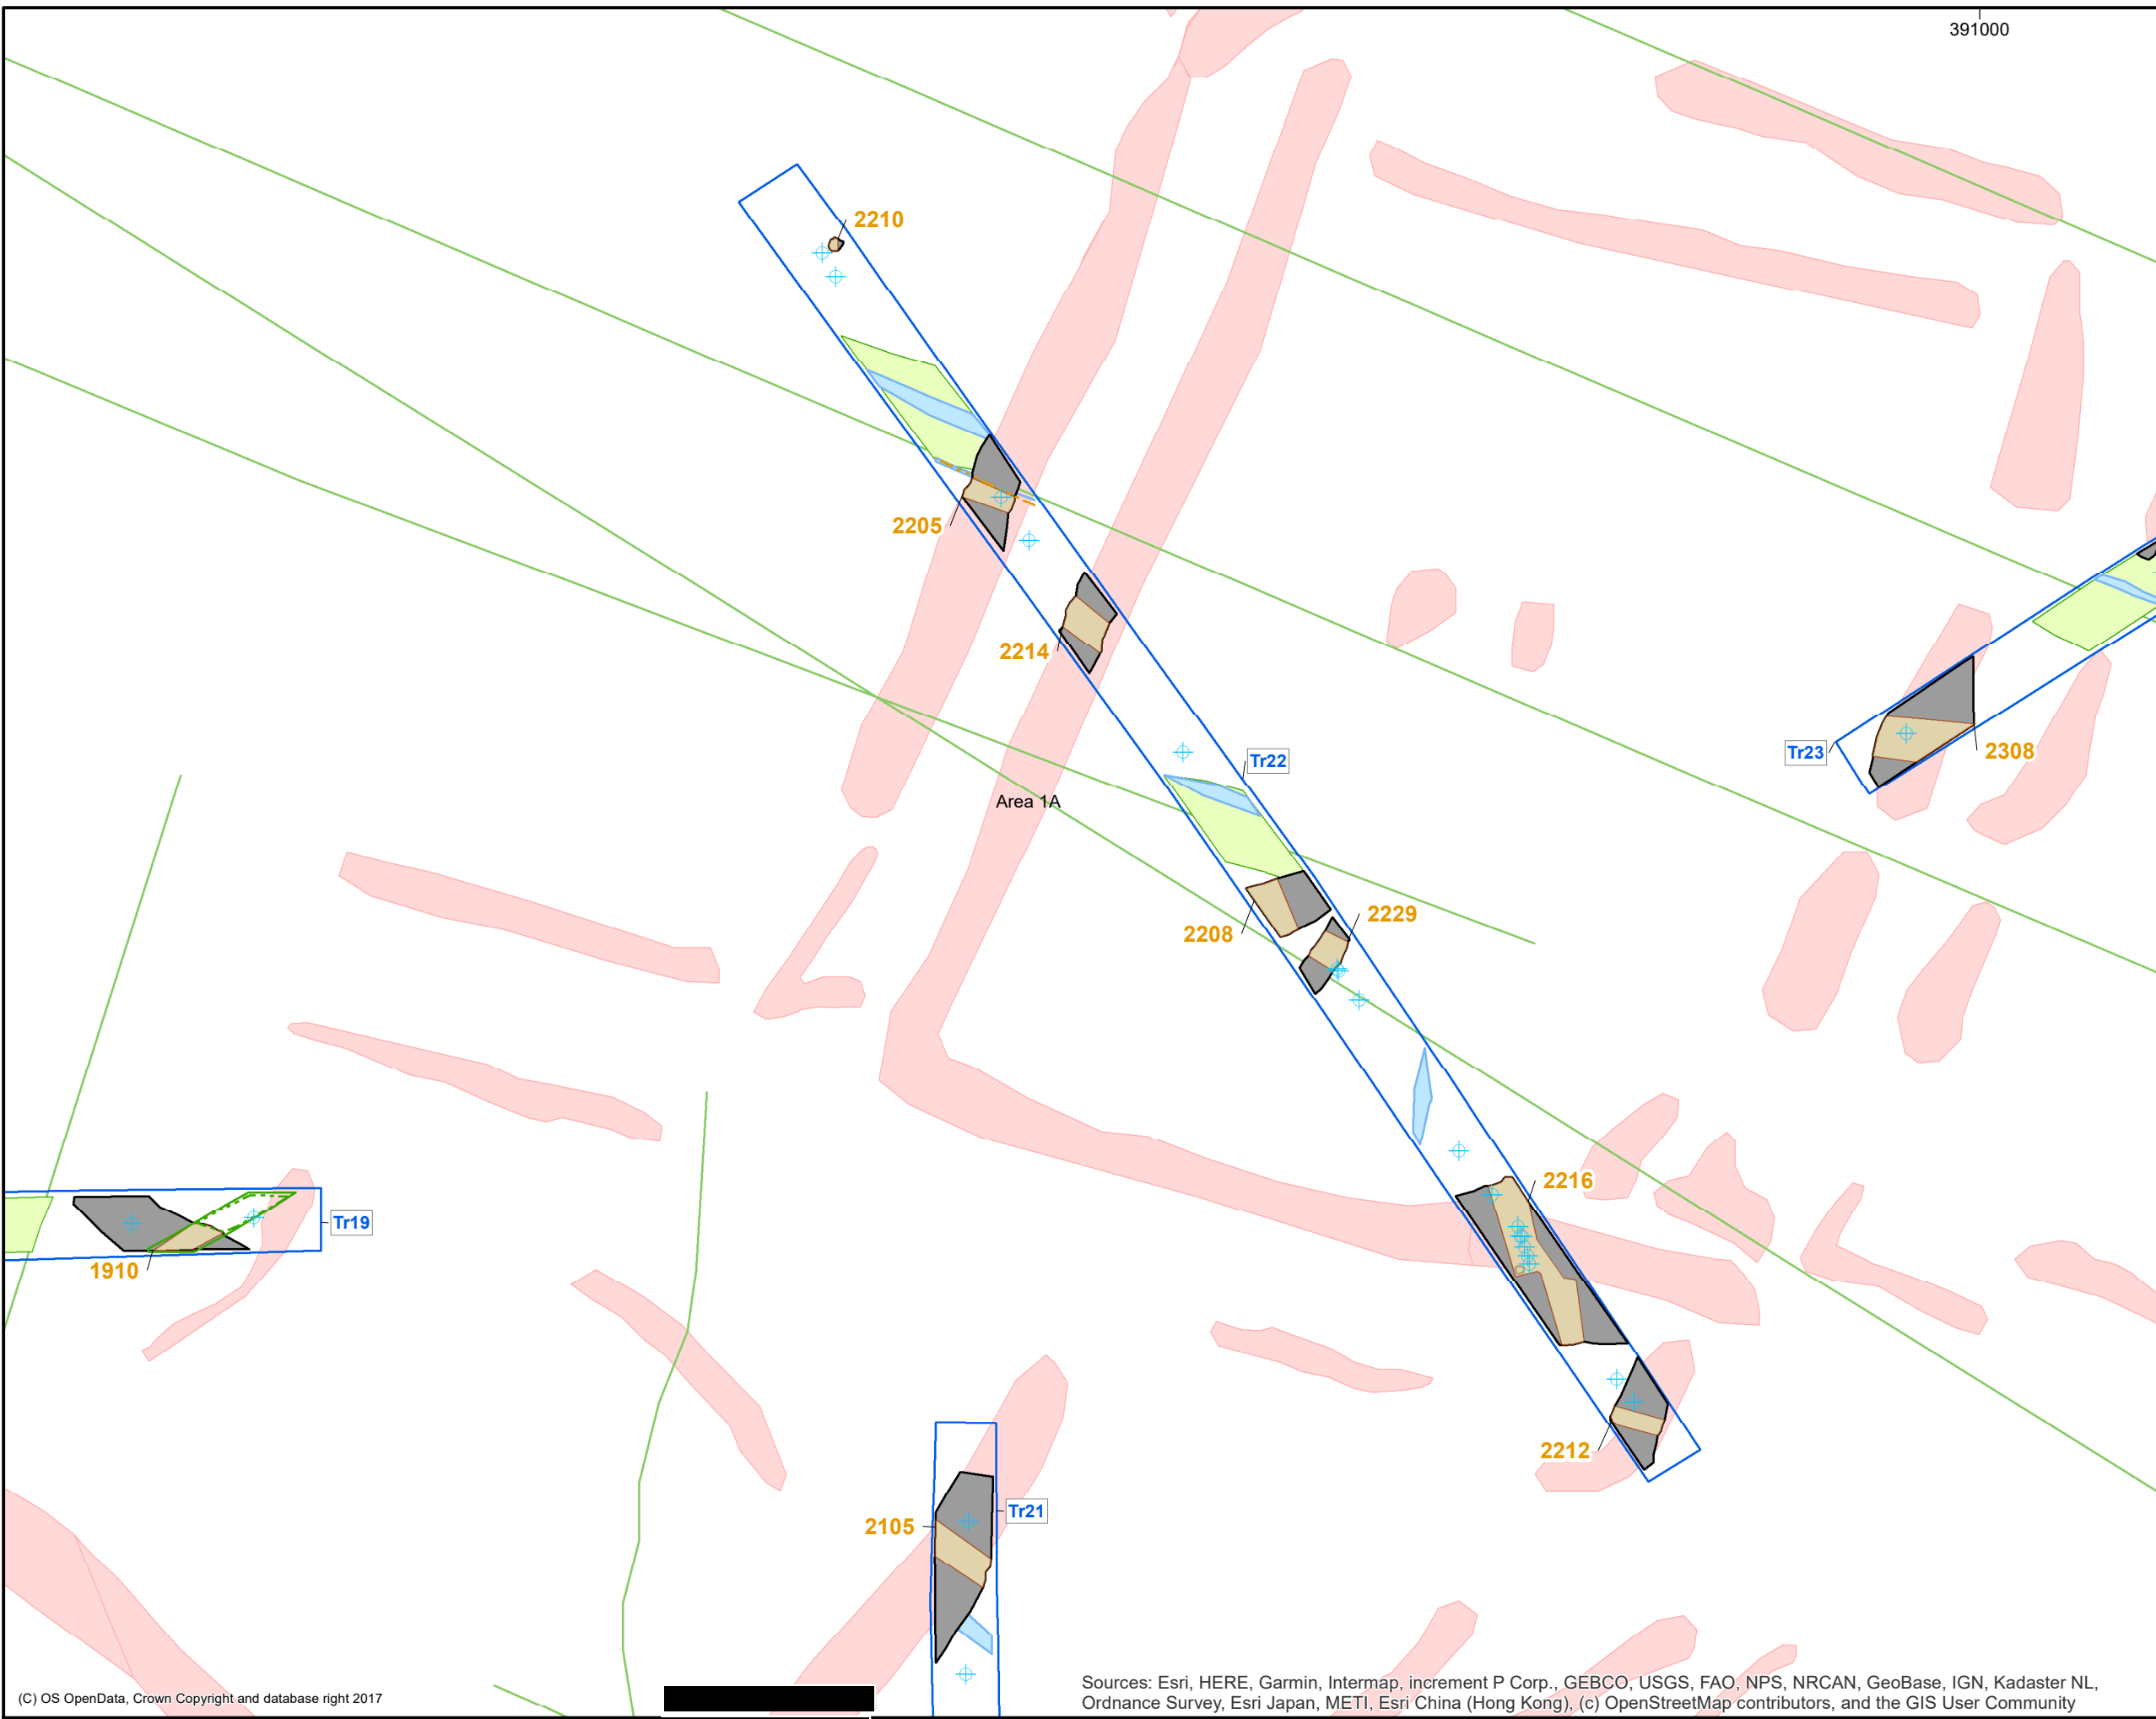 391000
2210
2205
2214
Tr22
Tr23
2308
Area 1A
2229
2208
2216
Tr19
1910
2212
Tr21
2105
Sources: Esri, HERE, Garmin, Intermap, increment P Corp., GEBCO, USGS, FAO, NPS, NRCAN, GeoBase, IGN, Kadaster NL,
(C) OS OpenData, Crown Copyright and database right 2017
Ordnance Survey, Esri Japan, METI, Esri China (Hong Kong), (c) OpenStreetMap contributors, and the GIS User Community